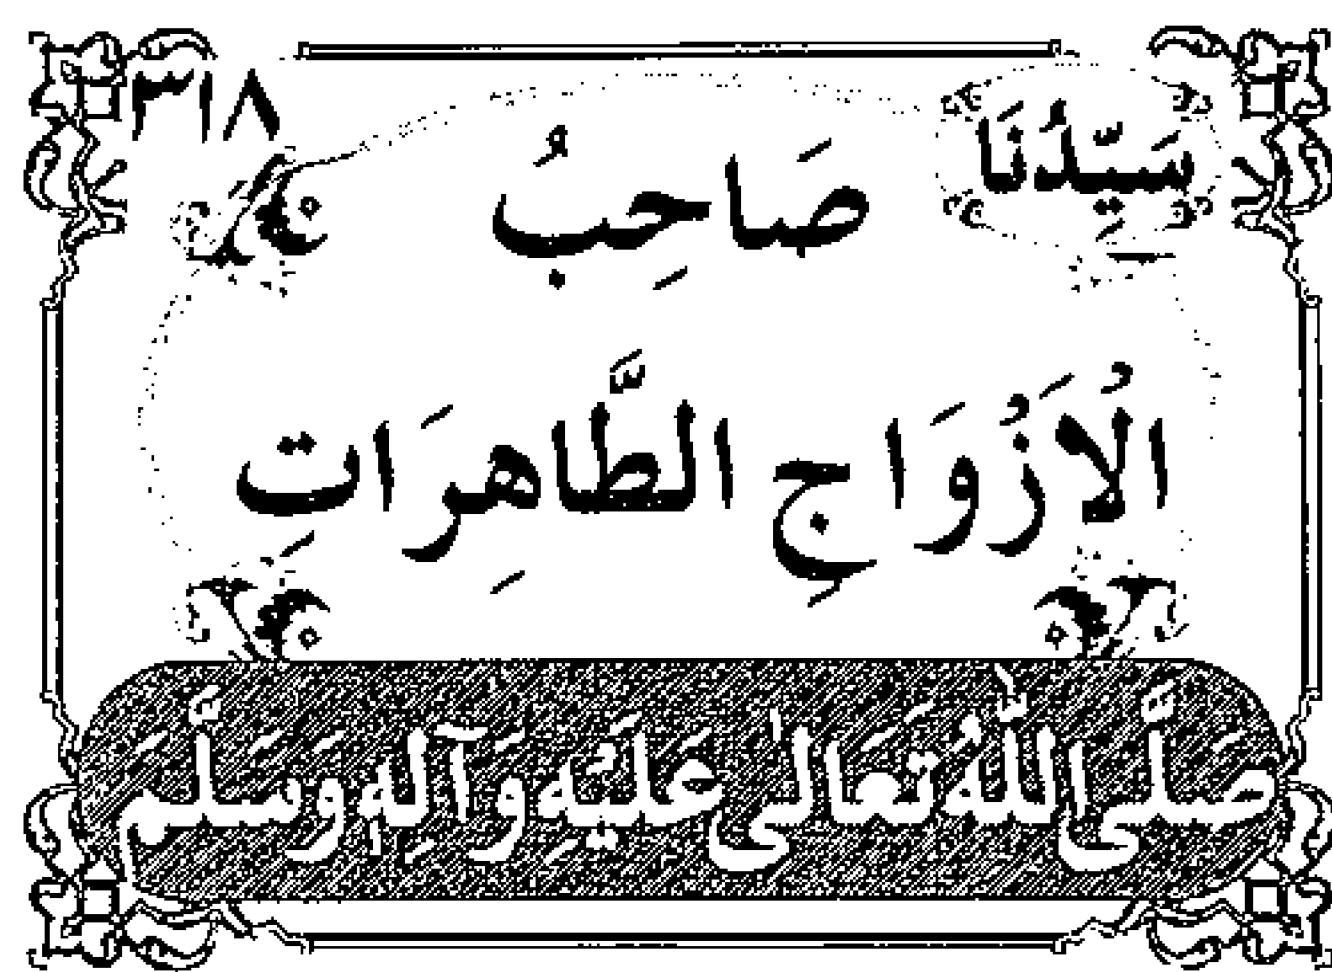 ٣١٨
سَيِّدُنَا
صَاحِبُ
الْاَزْوَاجِ الطَّاهِرَاتِ
صَلَّى اللّٰهُ تَعَالٰى عَلَيْهِ وَآلِهٖ وَسَلَّمَ